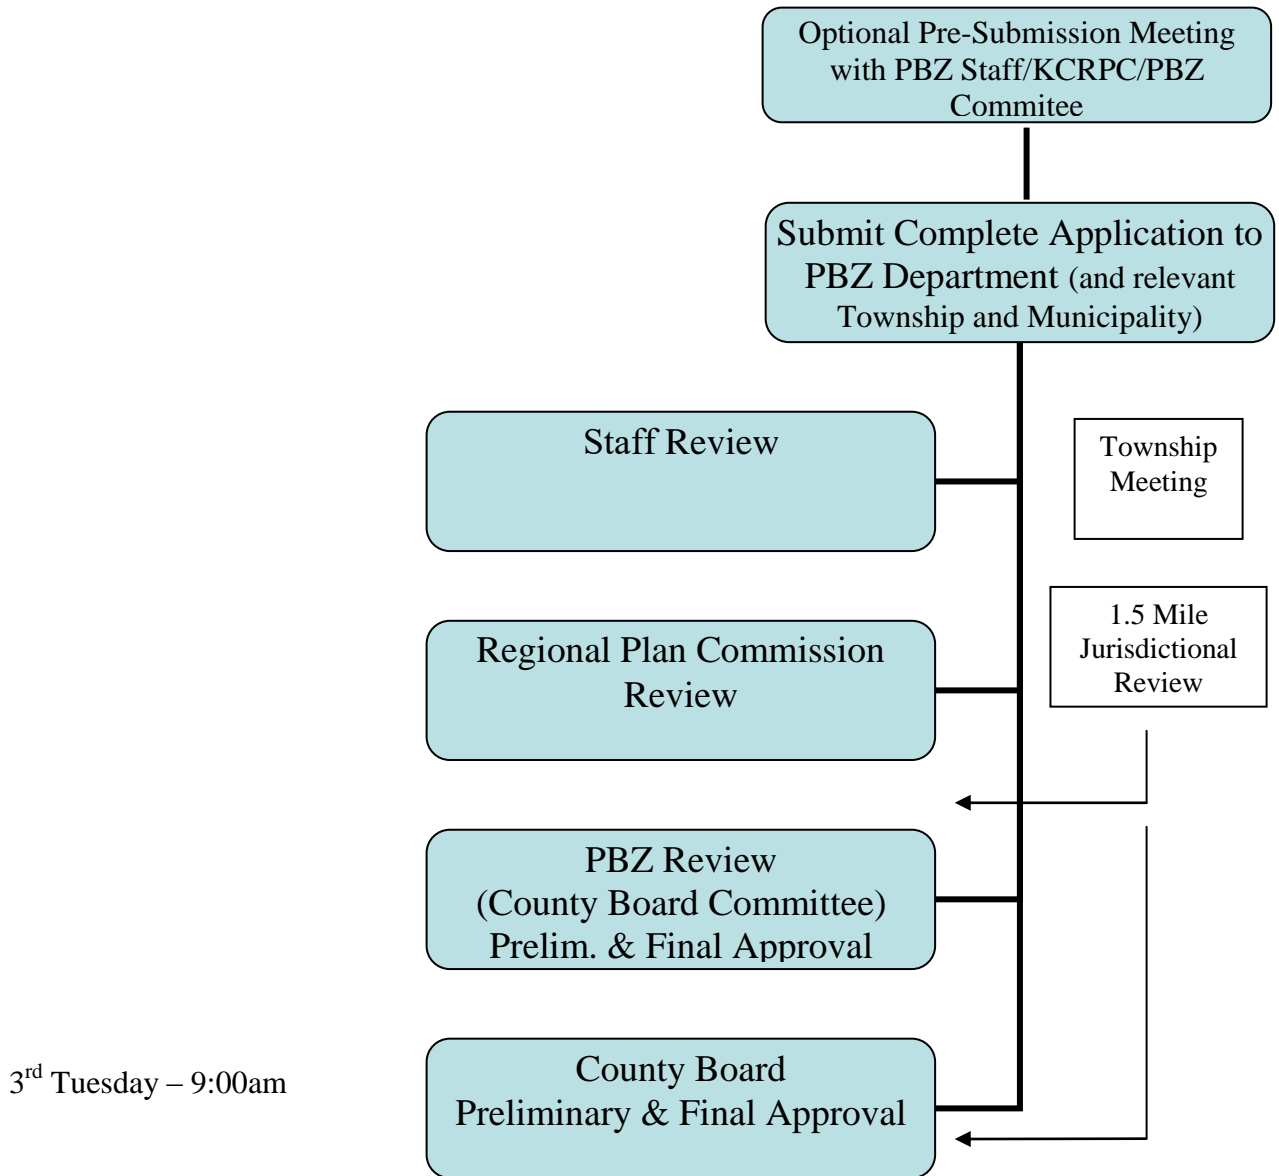 Optional Pre-Submission Meeting
with PBZ Staff/KCRPC/PBZ
Commitee
Submit Complete Application to
PBZ Department (and relevant
Township and Municipality)
Staff Review
Township
Meeting
Regional Plan Commission
Review
1.5 Mile
Jurisdictional
Review
PBZ Review
(County Board Committee)
Prelim. & Final Approval
3rd Tuesday – 9:00am
County Board
Preliminary & Final Approval